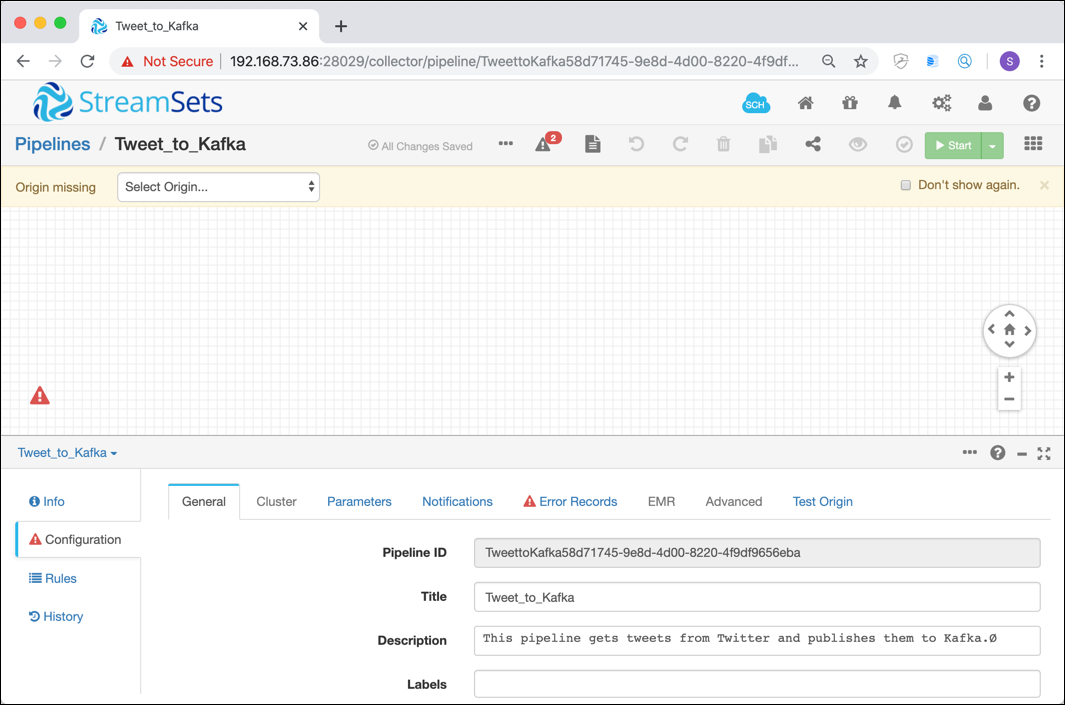 Tweet_to_Kafka
Not Secure 192.168.73.86:28029/collector/pipeline/TweettoKafka58d71745-9e8d-4d00-8220-4f9df...
S
StreamSets
SCH
Pipelines / Tweet_to_Kafka
All Changes Saved
2
Start
Origin missing
Select Origin...
Don't show again.
Tweet_to_Kafka
Info
Configuration
Rules
History
General
Cluster
Parameters
Notifications
Error Records
EMR
Advanced
Test Origin
Pipeline ID
TweettoKafka58d71745-9e8d-4d00-8220-4f9df9656eba
Title
Tweet_to_Kafka
Description
This pipeline gets tweets from Twitter and publishes them to Kafka.Ø
Labels